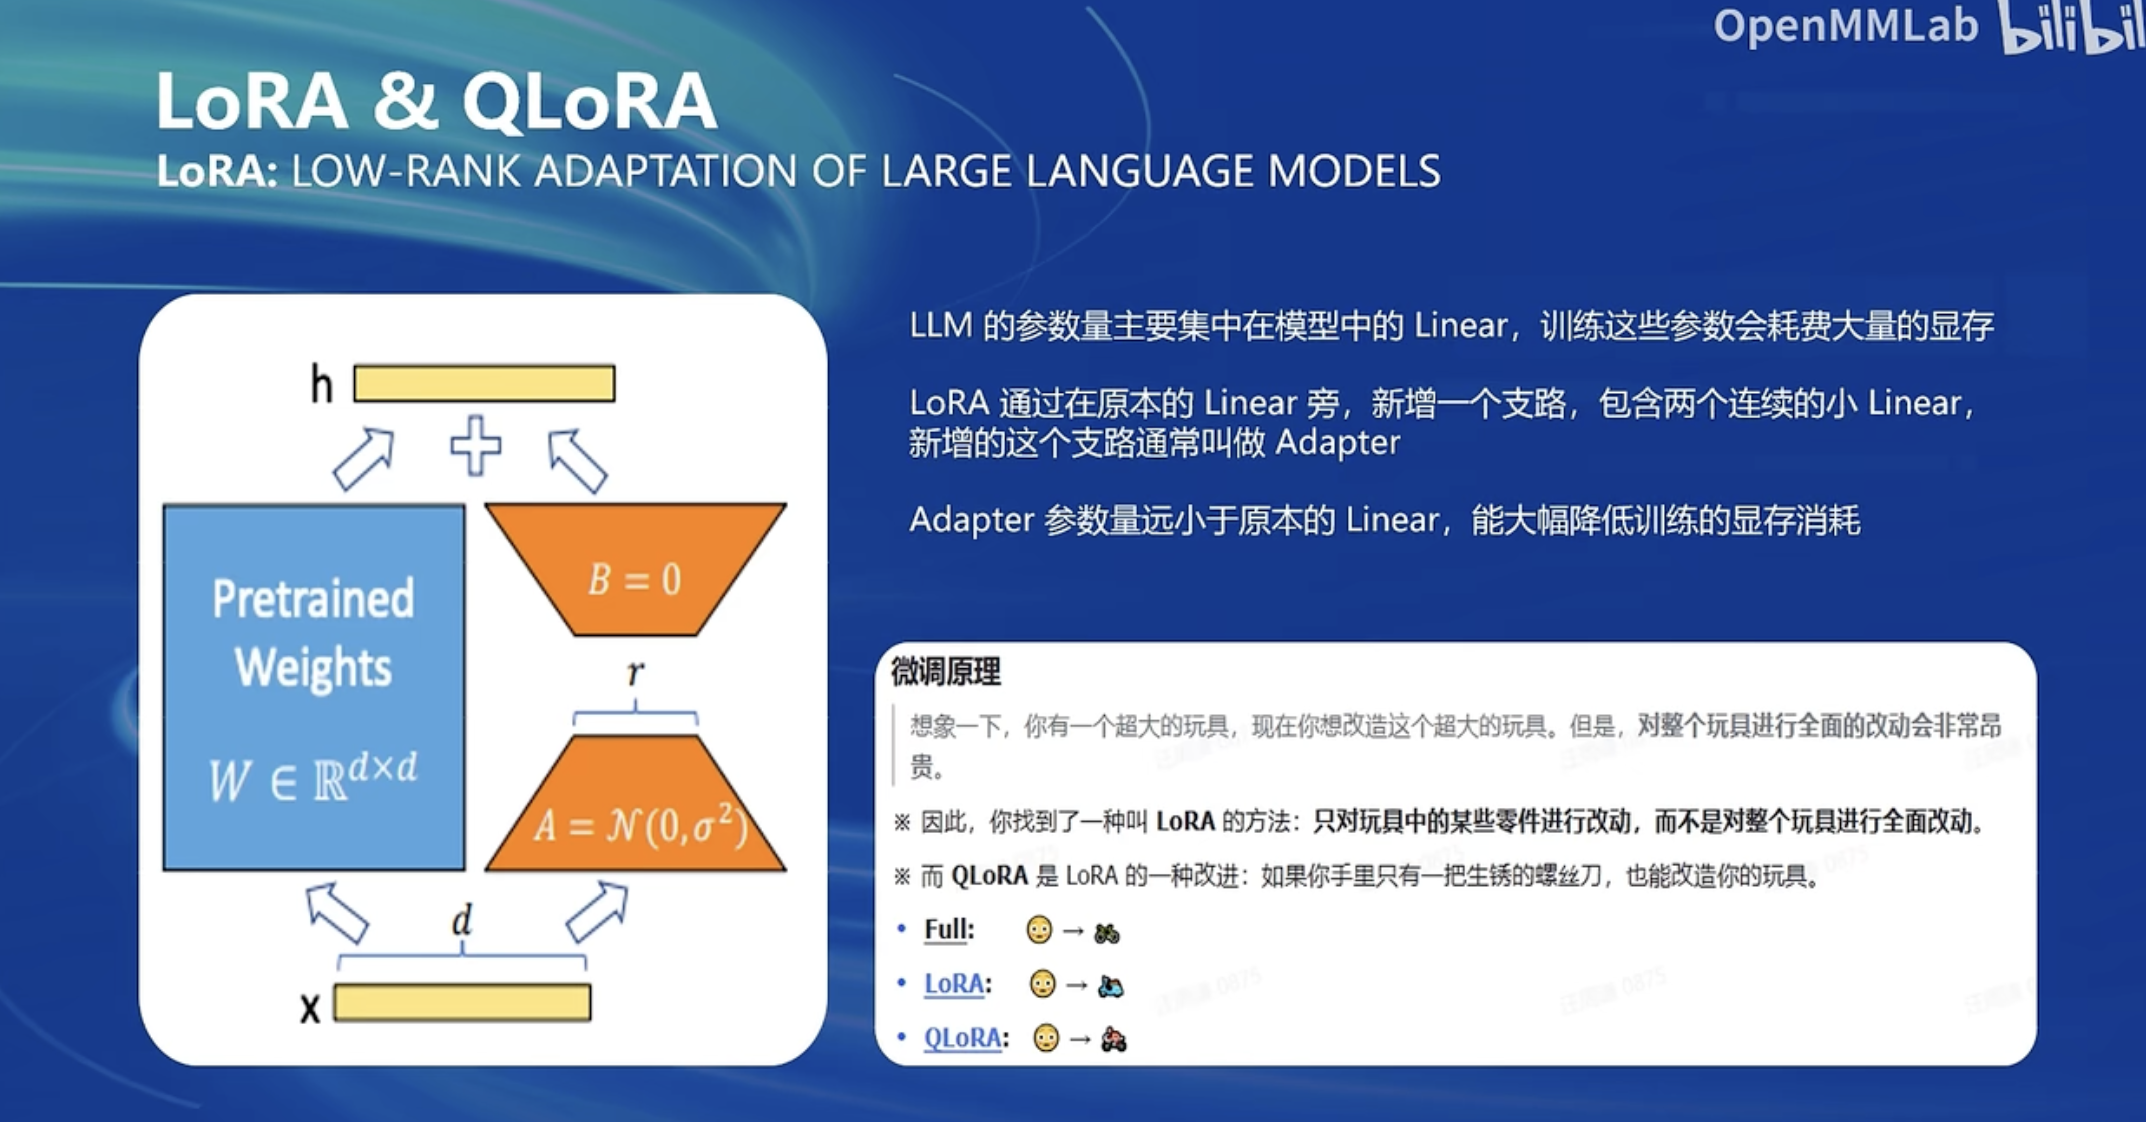 OpenMMLab bilibil
LoRA & QLoRA
LoRA: LOW-RANK ADAPTATION OF LARGE LANGUAGE MODELS
h
Pretrained
Weights
W ∈ ℝ^{d×d}
B = 0
r
A = 𝒩(0,σ²)
d
x
LLM 的参数量主要集中在模型中的 Linear，训练这些参数会耗费大量的显存
LoRA 通过在原本的 Linear 旁，新增一个支路，包含两个连续的小 Linear，
新增的这个支路通常叫做 Adapter
Adapter 参数量远小于原本的 Linear，能大幅降低训练的显存消耗
微调原理
想象一下，你有一个超大的玩具，现在你想改造这个超大的玩具。但是，对整个玩具进行全面的改动会非常昂
贵。
※ 因此，你找到了一种叫 LoRA 的方法：只对玩具中的某些零件进行改动，而不是对整个玩具进行全面改动。
※ 而 QLoRA 是 LoRA 的一种改进：如果你手里只有一把生锈的螺丝刀，也能改造你的玩具。
• Full: 😳 → 🏍
• LoRA: 😳 → 🛵
• QLoRA: 😳 → 🏍